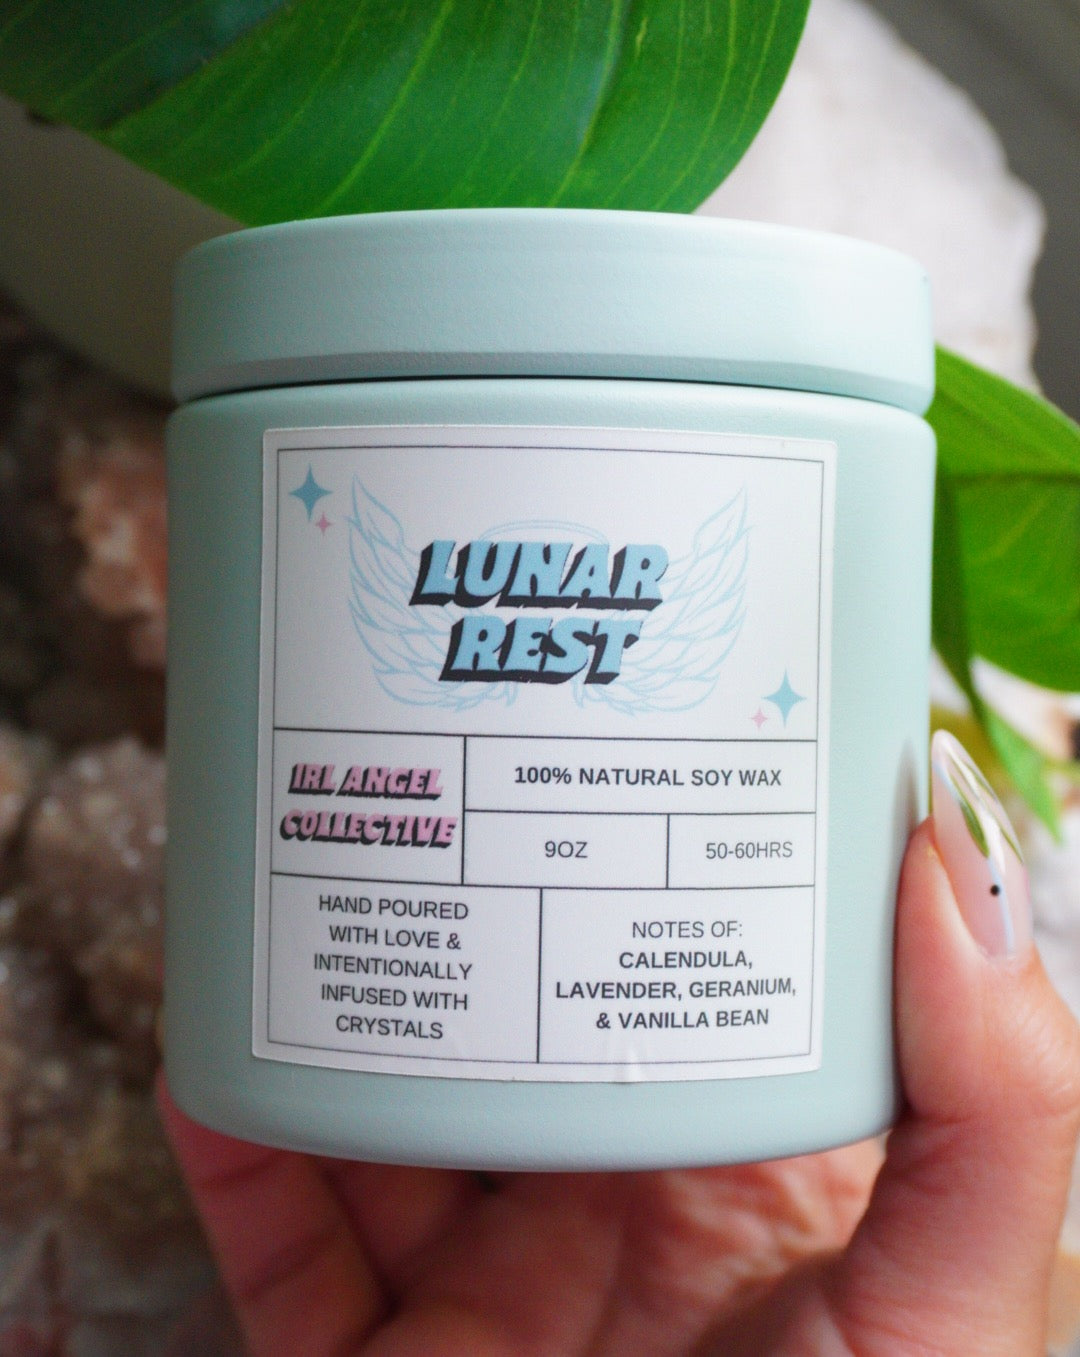 LUNAR
REST
IRL ANGEL
COLLECTIVE
100% NATURAL SOY WAX
9OZ
50-60HRS
HAND POURED
WITH LOVE &
INTENTIONALLY
INFUSED WITH
CRYSTALS
NOTES OF:
CALENDULA,
LAVENDER, GERANIUM,
& VANILLA BEAN